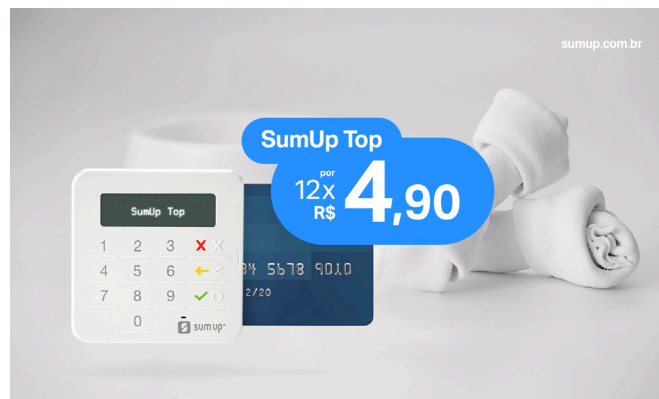 sumup.com.br
SumUp Top
por
12x
R$
4,90
SumUp Top
1 2 3 X X
4 5 6
7 8 9
0
sumup
34 5678 9010
2/20